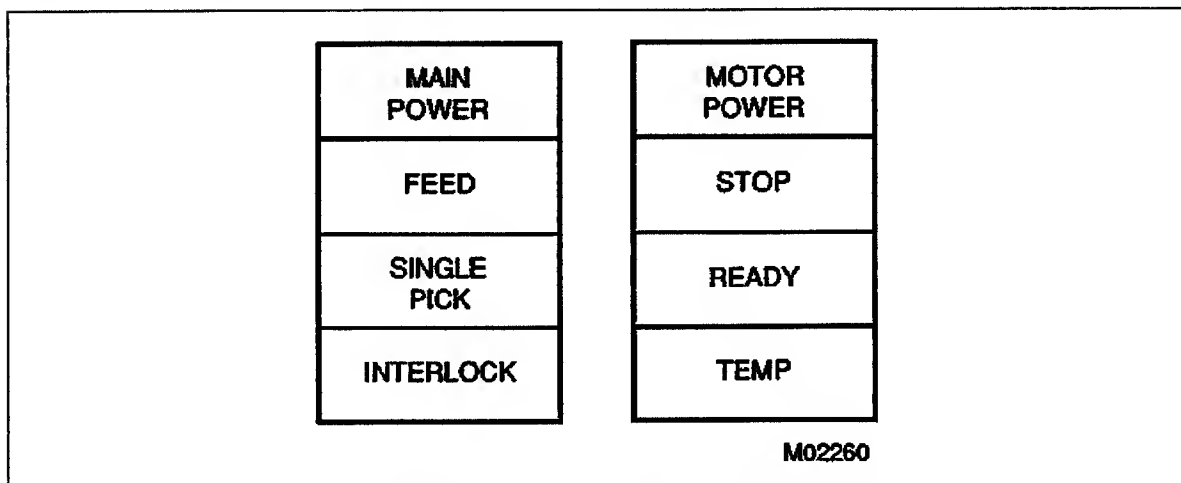 MAIN
POWER
FEED
SINGLE
PICK
INTERLOCK
MOTOR
POWER
STOP
READY
TEMP
M02260